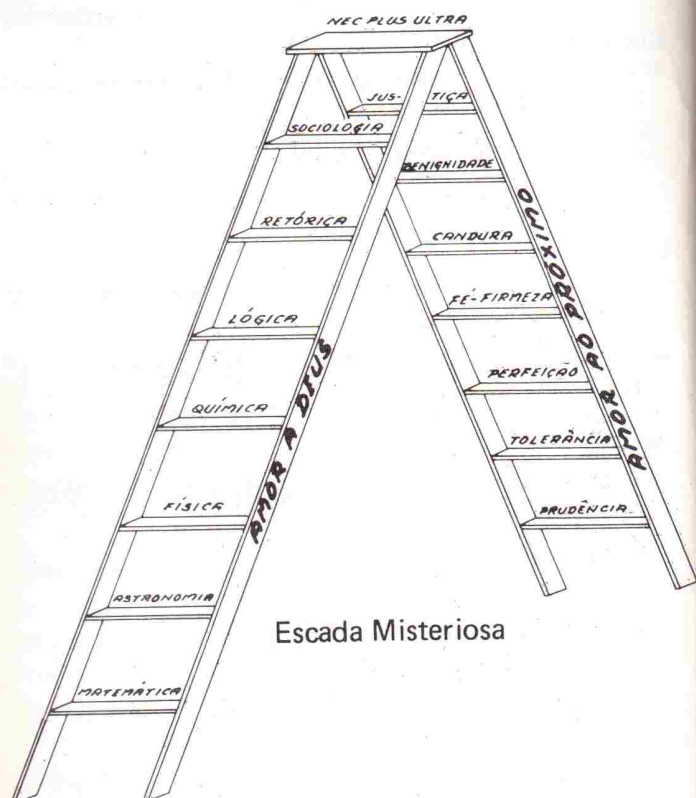 NEC PLUS ULTRA
JUS- TIÇA
SOCIOLOGIA
BENIGNIDADE
RETÓRICA
CANDURA
FÉ-FIRMEZA
LÓGICA
PERFEIÇÃO
QUÍMICA
TOLERÂNCIA
FÍSICA
PRUDÊNCIA
ASTRONOMIA
MATEMÁTICA
AMOR A DEUS
AMOR AO PRÓXIMO
Escada Misteriosa